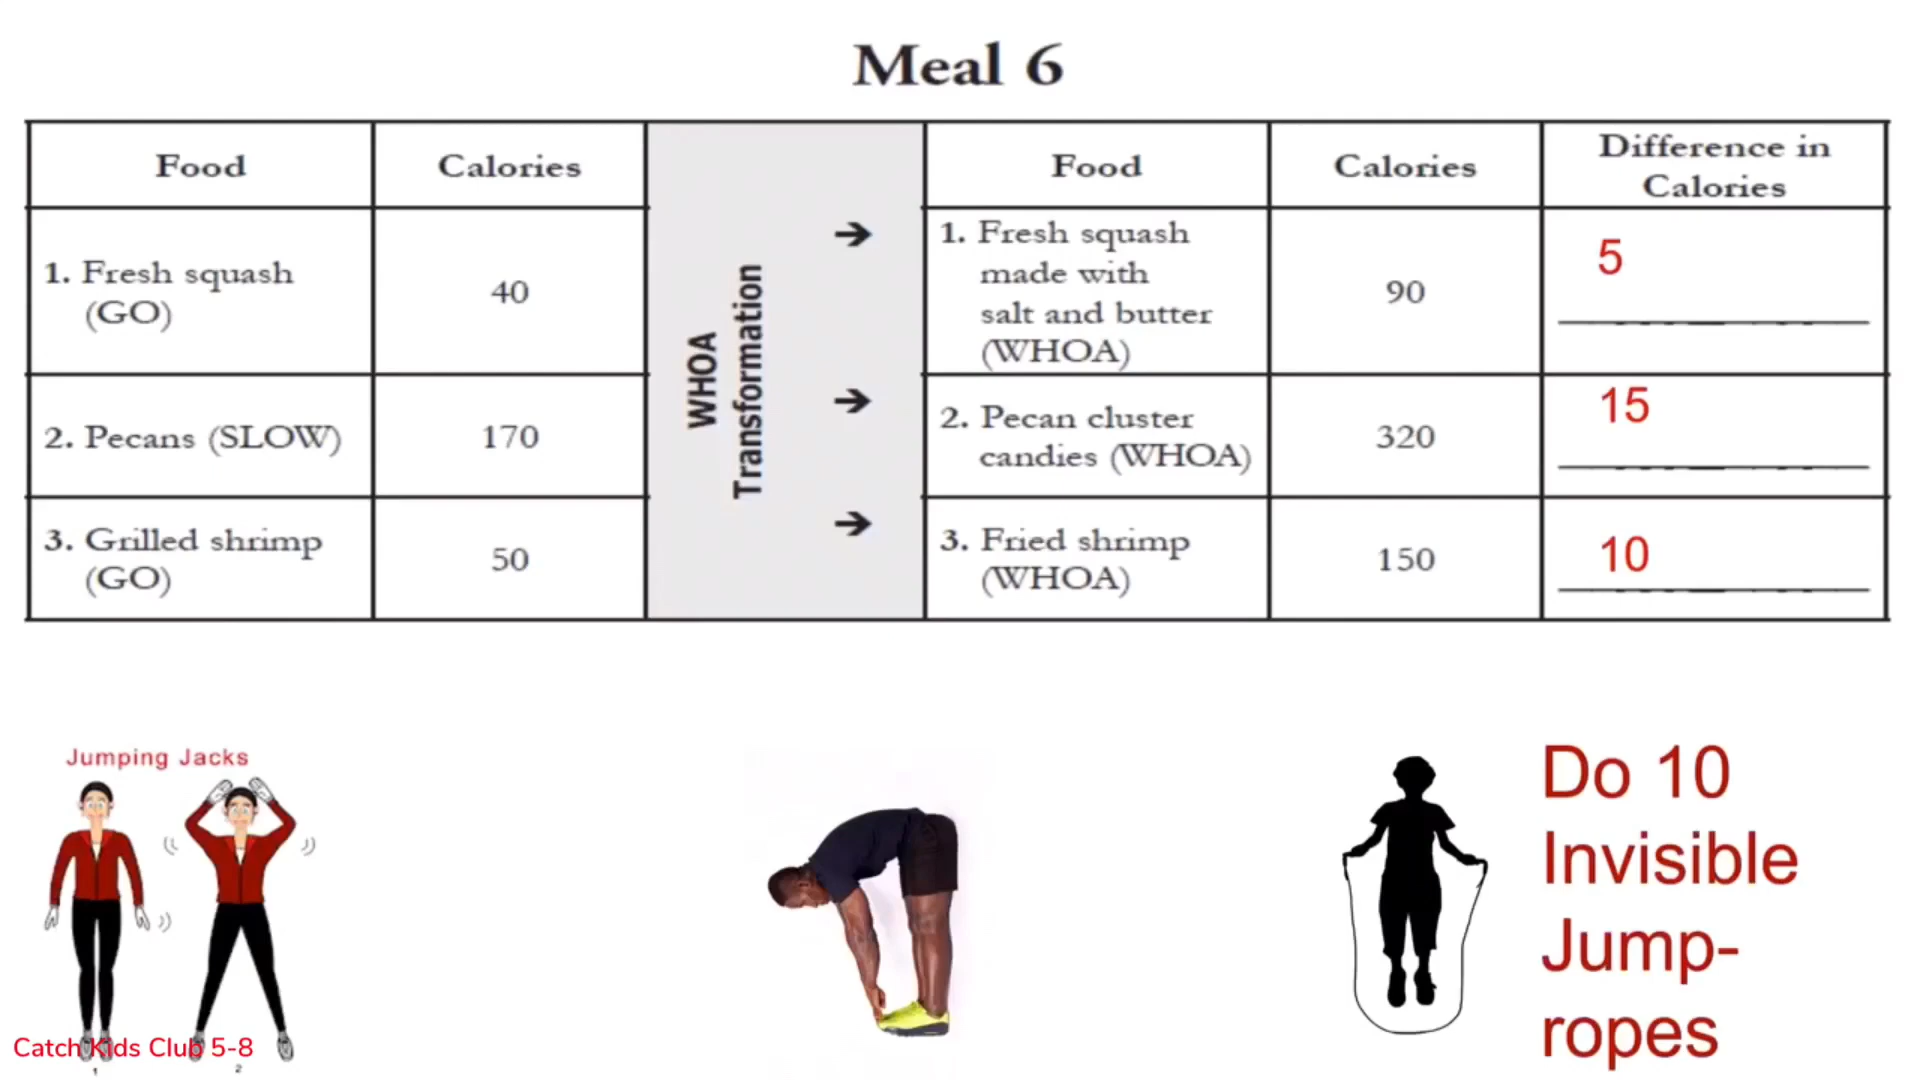 Meal 6
Food
Calories
Food
Calories
Difference in
Calories
1. Fresh squash
(GO)
40
WHOA
Transformation
→
1. Fresh squash
made with
salt and butter
(WHOA)
90
5
2. Pecans (SLOW)
170
→
2. Pecan cluster
candies (WHOA)
320
15
3. Grilled shrimp
(GO)
50
→
3. Fried shrimp
(WHOA)
150
10
Jumping Jacks
1
2
Catch Kids Club 5-8
Do 10
Invisible
Jump-
ropes